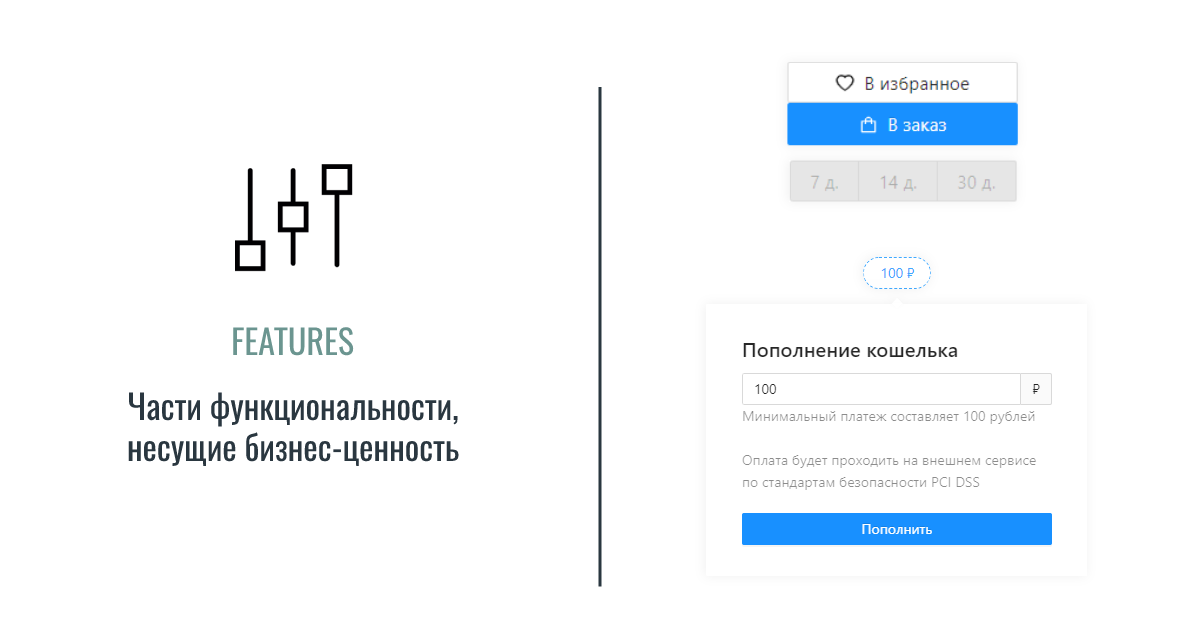 FEATURES
Части функциональности,
несущие бизнес-ценность
В избранное
В заказ
7 д. 14 д. 30 д.
100 ₽
Пополнение кошелька
100 ₽
Минимальный платеж составляет 100 рублей
Оплата будет проходить на внешнем сервисе
по стандартам безопасности PCI DSS
Пополнить